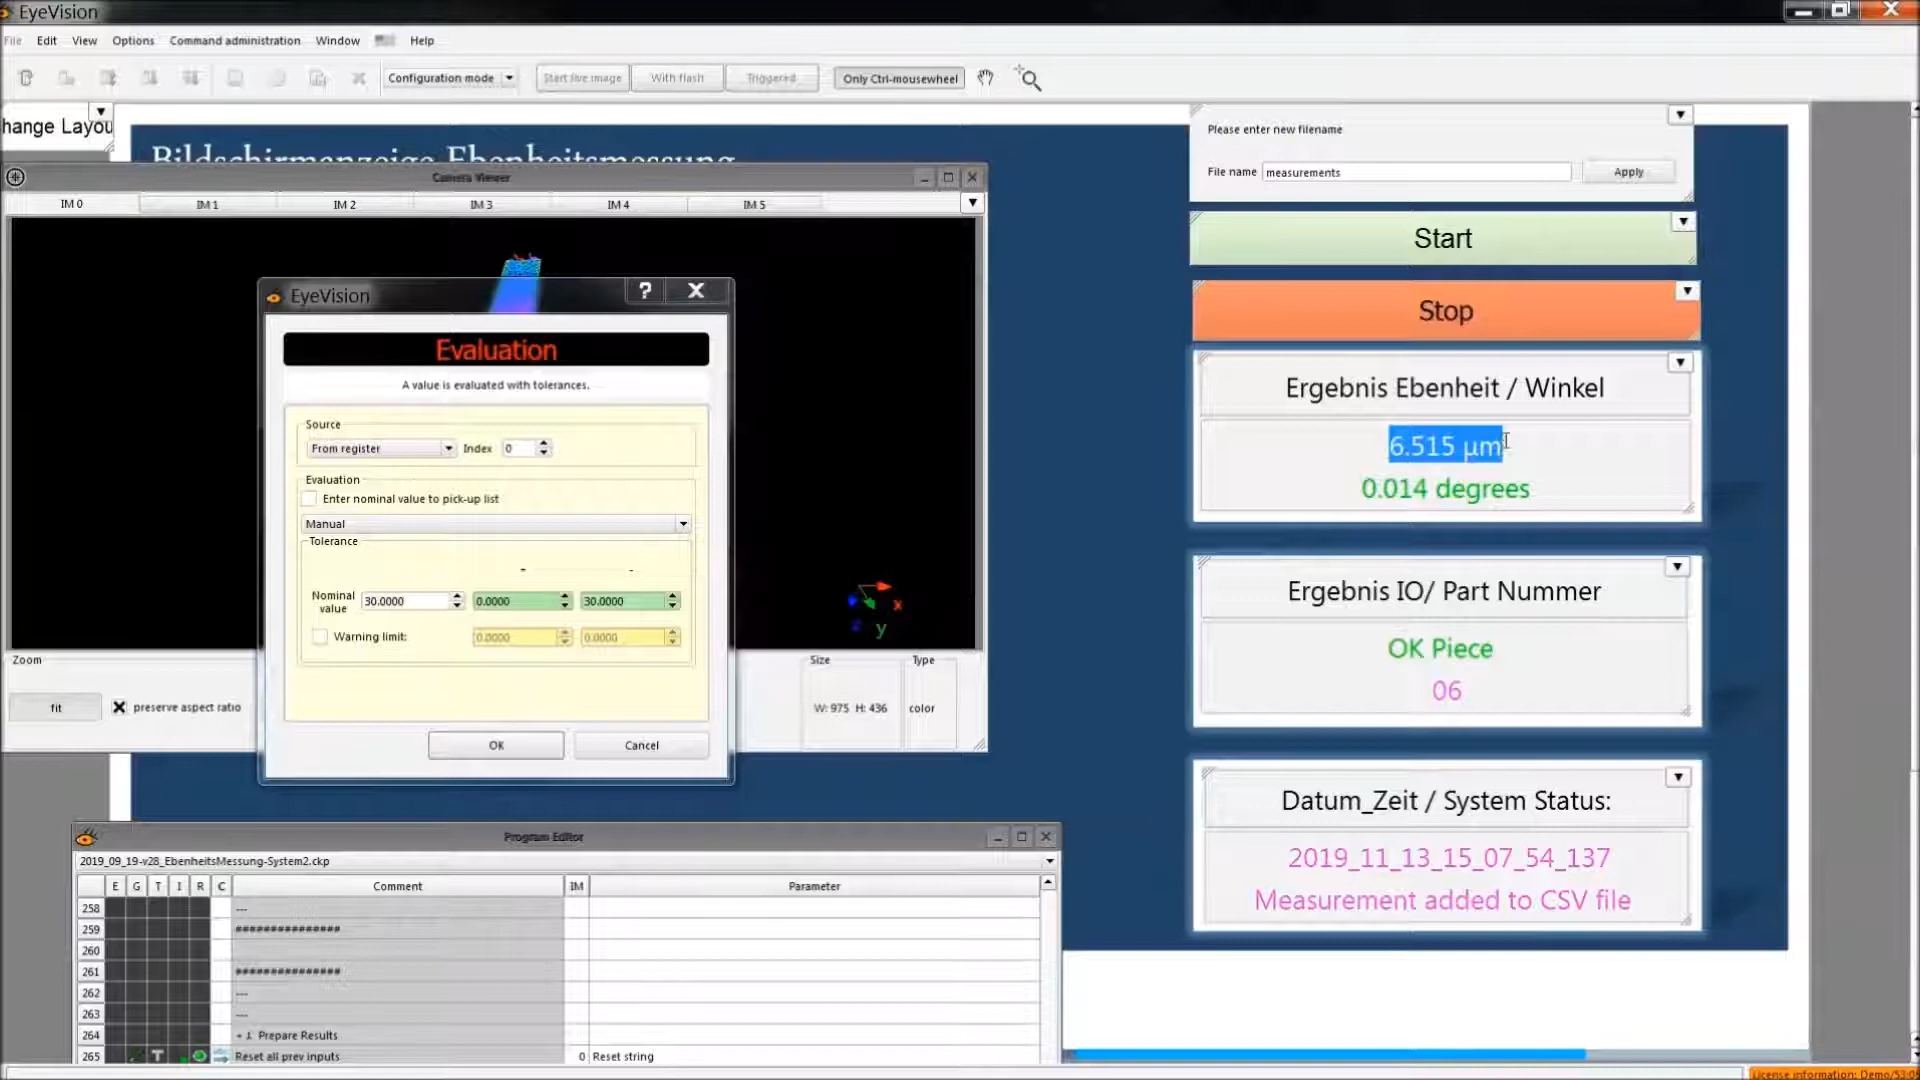 EyeVision
File Edit View Options Command administration Window Help
Configuration mode Start live image With flash Triggered Only Ctrl-mousewheel
hange Layou
Bildschirmanzeige Ebenheitsmessung
Please enter new filename
File name measurements Apply
Start
Stop
Ergebnis Ebenheit / Winkel
6.515 µm
0.014 degrees
Ergebnis IO/ Part Nummer
OK Piece
06
Datum_Zeit / System Status:
2019_11_13_15_07_54_137
Measurement added to CSV file
Camera Viewer
IM 0 IM 1 IM 2 IM 3 IM 4 IM 5
x
y
Zoom
fit preserve aspect ratio
Size
W: 975 H: 436
Type
color
EyeVision
Evaluation
A value is evaluated with tolerances.
Source
From register Index 0
Evaluation
Enter nominal value to pick-up list
Manual
Tolerance
- -
Nominal value 30.0000 0.0000 30.0000
Warning limit: 0.0000 0.0000
OK Cancel
Program Editor
2019_09_19-v28_EbenheitsMessung-System2.ckp
E G T I R C Comment IM Parameter
258 ---
259 ###############
260
261 ###############
262 ---
263 ---
264 Prepare Results
265 T Reset all prev inputs 0 Reset string
License information: Demo/53:0